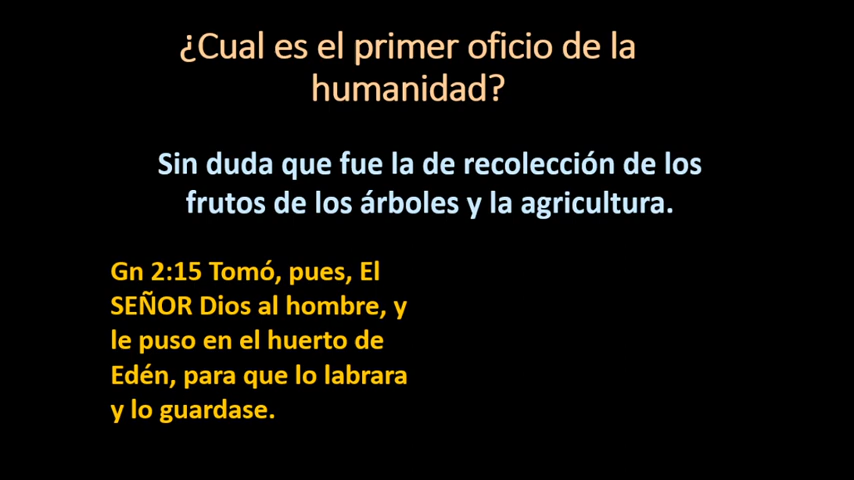 ¿Cual es el primer oficio de la
humanidad?
Sin duda que fue la de recolección de los
frutos de los árboles y la agricultura.
Gn 2:15 Tomó, pues, El
SEÑOR Dios al hombre, y
le puso en el huerto de
Edén, para que lo labrara
y lo guardase.